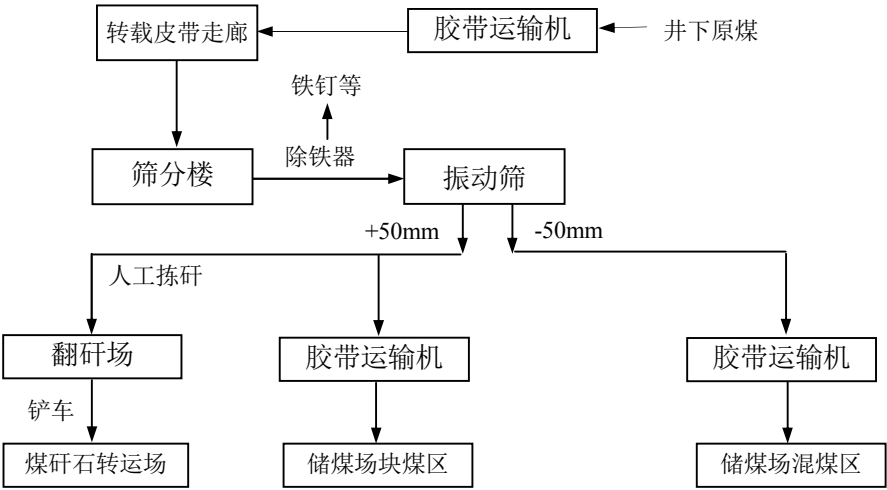 转载皮带走廊
胶带运输机
井下原煤
铁钉等
筛分楼
除铁器
振动筛
+50mm
-50mm
人工拣矸
翻矸场
胶带运输机
胶带运输机
铲车
煤矸石转运场
储煤场块煤区
储煤场混煤区